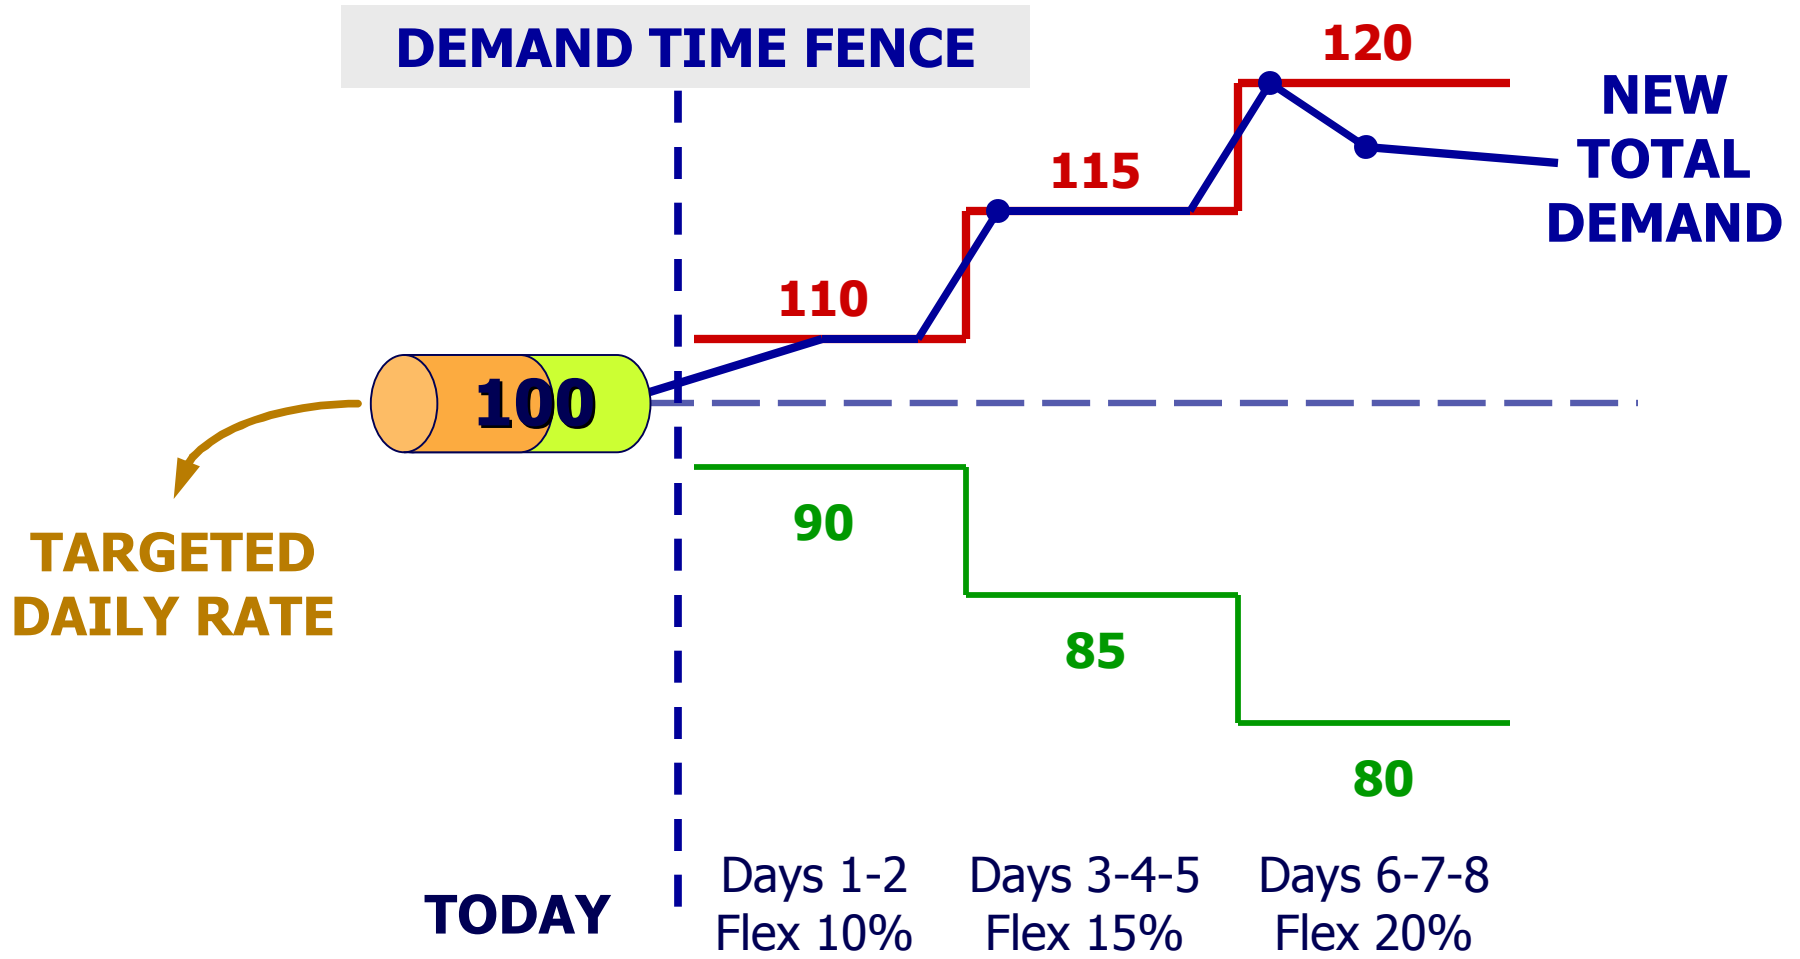 DEMAND TIME FENCE
120
NEW
TOTAL
DEMAND
115
110
100
90
TARGETED
DAILY RATE
85
80
TODAY
Days 1-2
Flex 10%
Days 3-4-5
Flex 15%
Days 6-7-8
Flex 20%